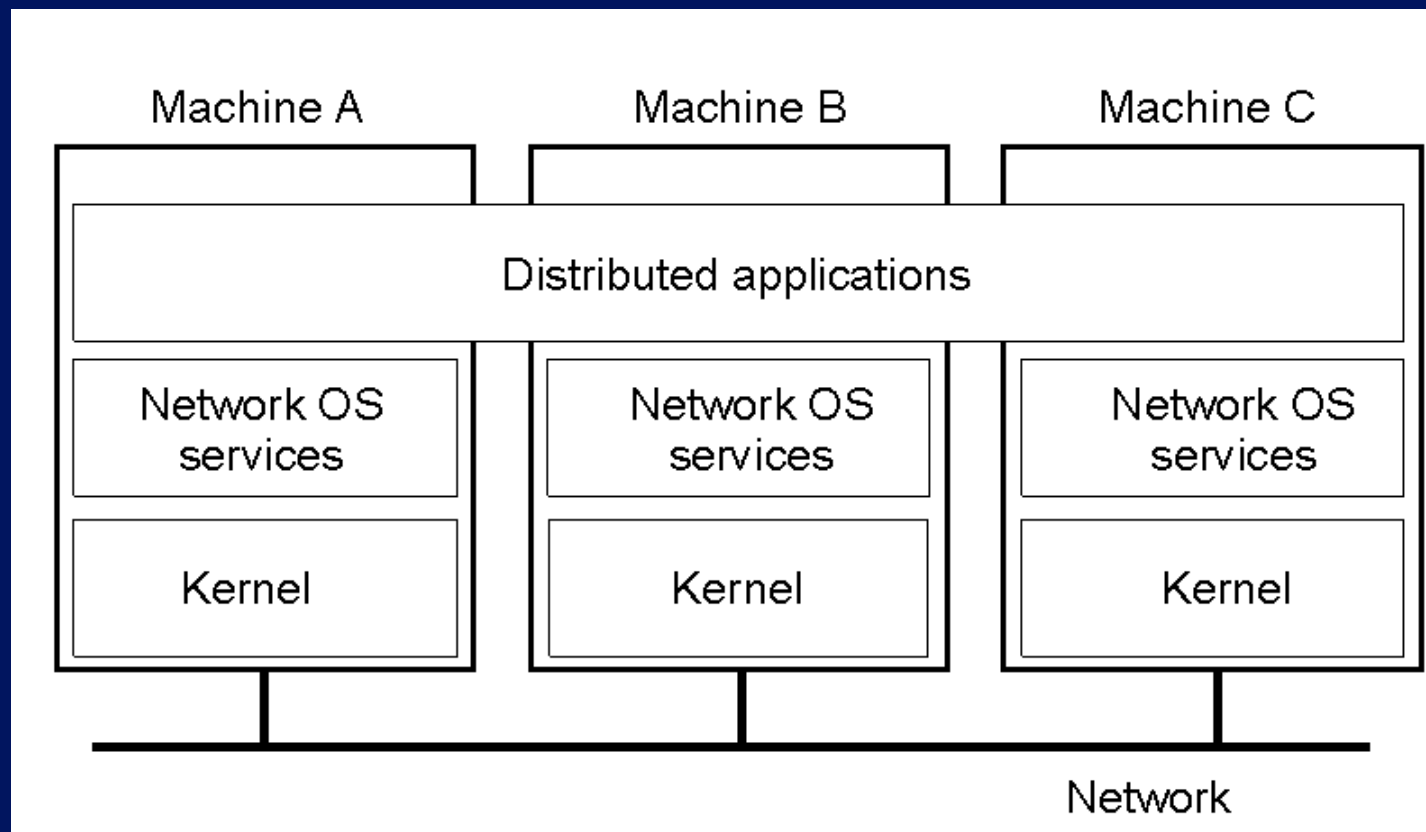 Machine A
Machine B
Machine C
Distributed applications
Network OS
services
Network OS
services
Network OS
services
Kernel
Kernel
Kernel
Network